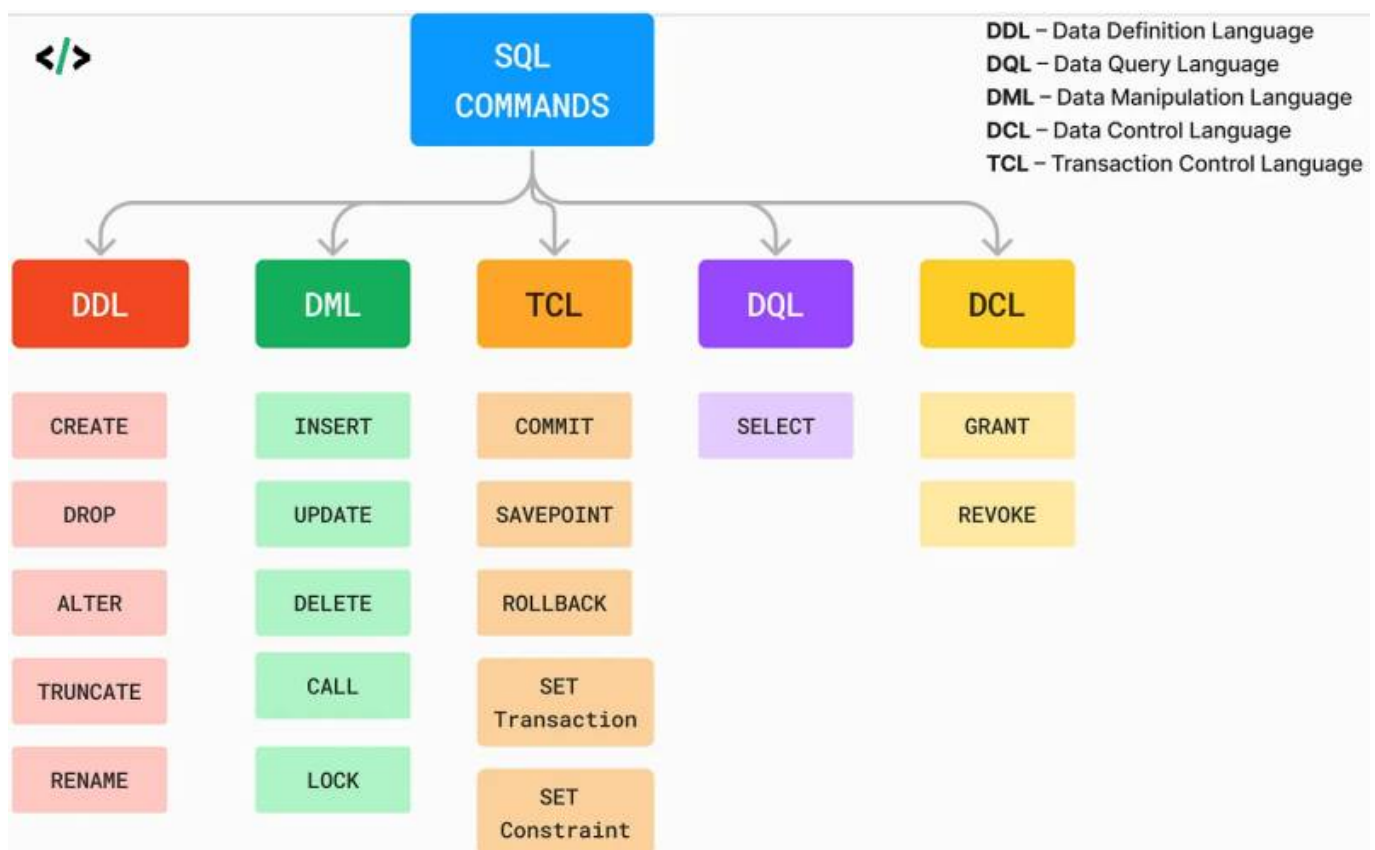 </>
SQL
COMMANDS
DDL – Data Definition Language
DQL – Data Query Language
DML – Data Manipulation Language
DCL – Data Control Language
TCL – Transaction Control Language
DDL
DML
TCL
DQL
DCL
CREATE
INSERT
COMMIT
SELECT
GRANT
DROP
UPDATE
SAVEPOINT
REVOKE
ALTER
DELETE
ROLLBACK
TRUNCATE
CALL
SET
Transaction
RENAME
LOCK
SET
Constraint